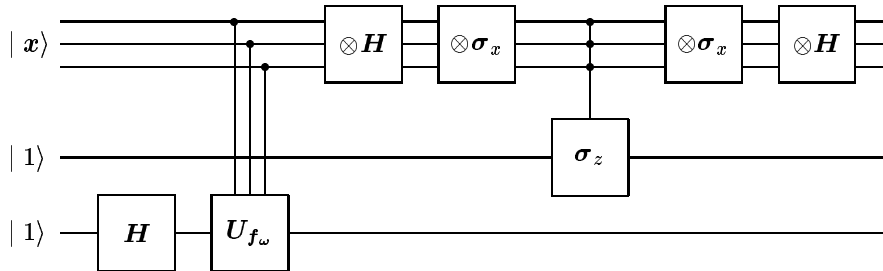 | x⟩ ⊗H ⊗σ_x ⊗σ_x ⊗H
| 1⟩ σ_z
| 1⟩ H U_{f_ω}